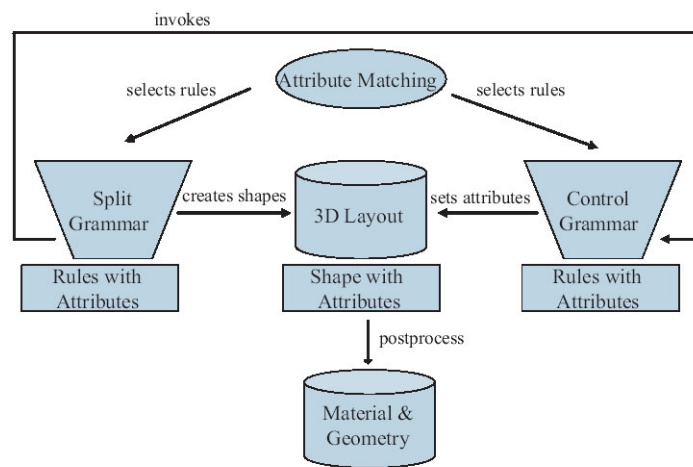 invokes
Attribute Matching
selects rules
selects rules
Split
Grammar
creates shapes
3D Layout
sets attributes
Control
Grammar
Rules with
Attributes
Shape with
Attributes
Rules with
Attributes
postprocess
Material &
Geometry